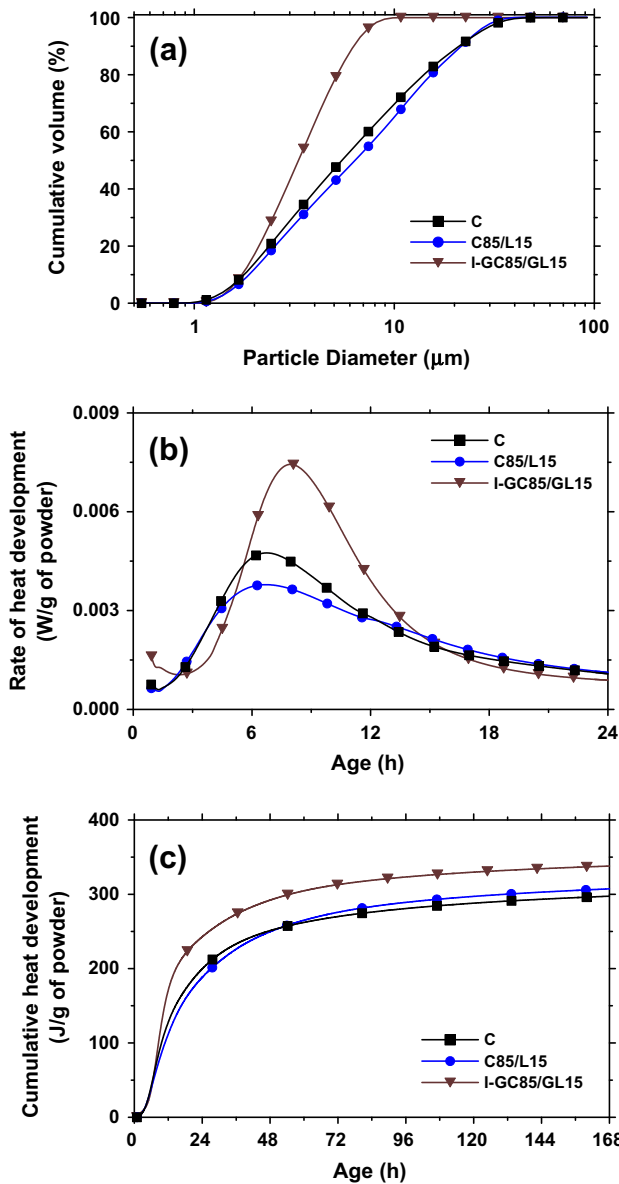 (a)
Cumulative volume (%)
100
80
60
40
20
0
C
C85/L15
I-GC85/GL15
1
10
100
Particle Diameter (μm)
(b)
Rate of heat development
(W/g of powder)
0.009
0.006
0.003
0.000
C
C85/L15
I-GC85/GL15
0
6
12
18
24
Age (h)
(c)
Cumulative heat development
(J/g of powder)
400
300
200
100
0
C
C85/L15
I-GC85/GL15
0
24
48
72
96
120
144
168
Age (h)